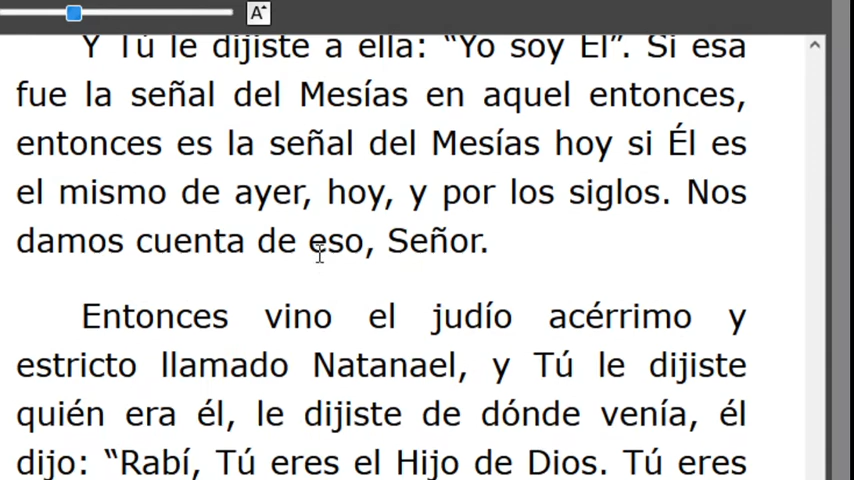 A
Y Tú le dijiste a ella: “Yo soy Él”. Si esa
fue la señal del Mesías en aquel entonces,
entonces es la señal del Mesías hoy si Él es
el mismo de ayer, hoy, y por los siglos. Nos
damos cuenta de eso, Señor.
Entonces vino el judío acérrimo y
estricto llamado Natanael, y Tú le dijiste
quién era él, le dijiste de dónde venía, él
dijo: “Rabí, Tú eres el Hijo de Dios. Tú eres